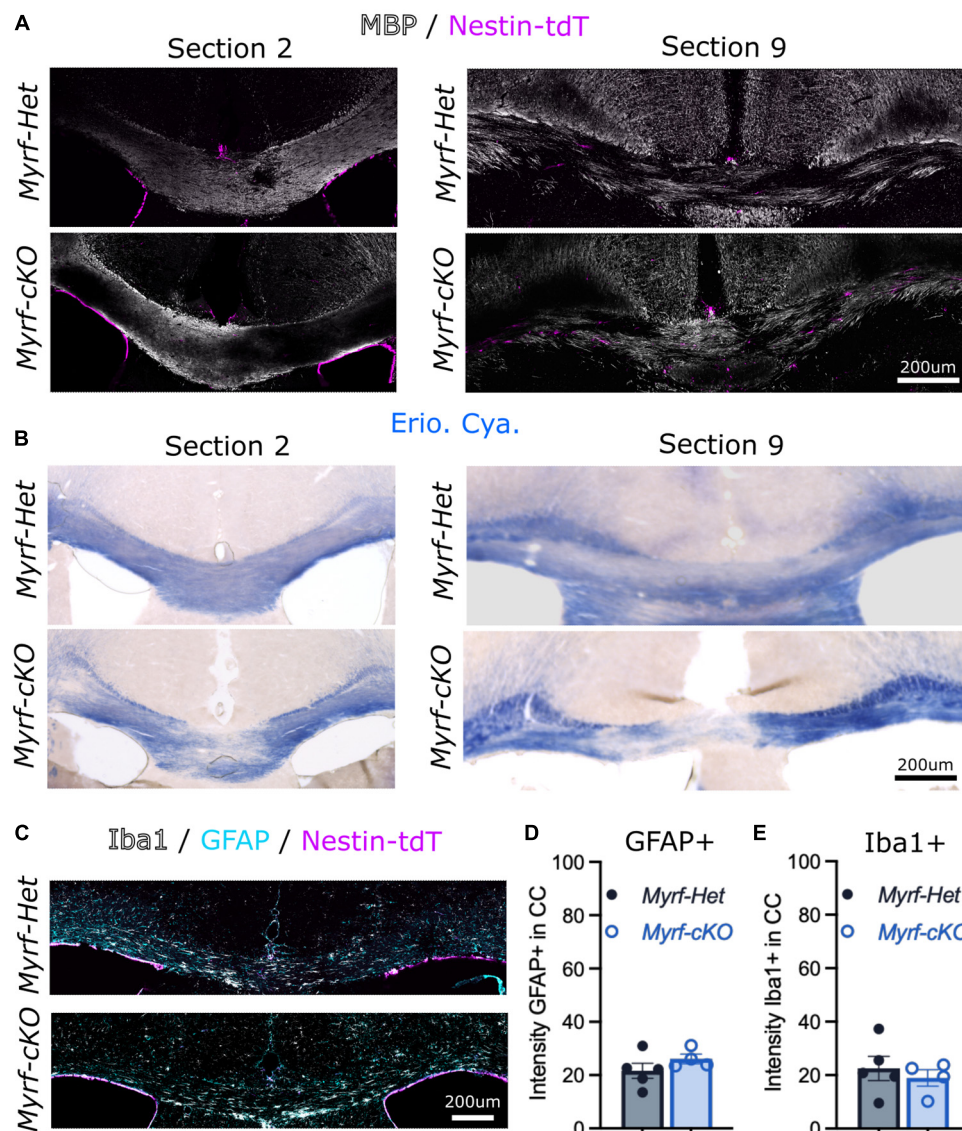 A
MBP / Nestin-tdT
Section 2
Section 9
Myrf-Het
Myrf-cKO
200um
B
Erio. Cya.
Section 2
Section 9
Myrf-Het
Myrf-Het
Myrf-cKO
Myrf-cKO
200um
C
Iba1 / GFAP / Nestin-tdT
Myrf-Het
Myrf-cKO
200um
D
GFAP+
Intensity GFAP+ in CC
100
80
60
40
20
0
Myrf-Het
Myrf-cKO
E
Iba1+
Intensity Iba1+ in CC
100
80
60
40
20
0
Myrf-Het
Myrf-cKO